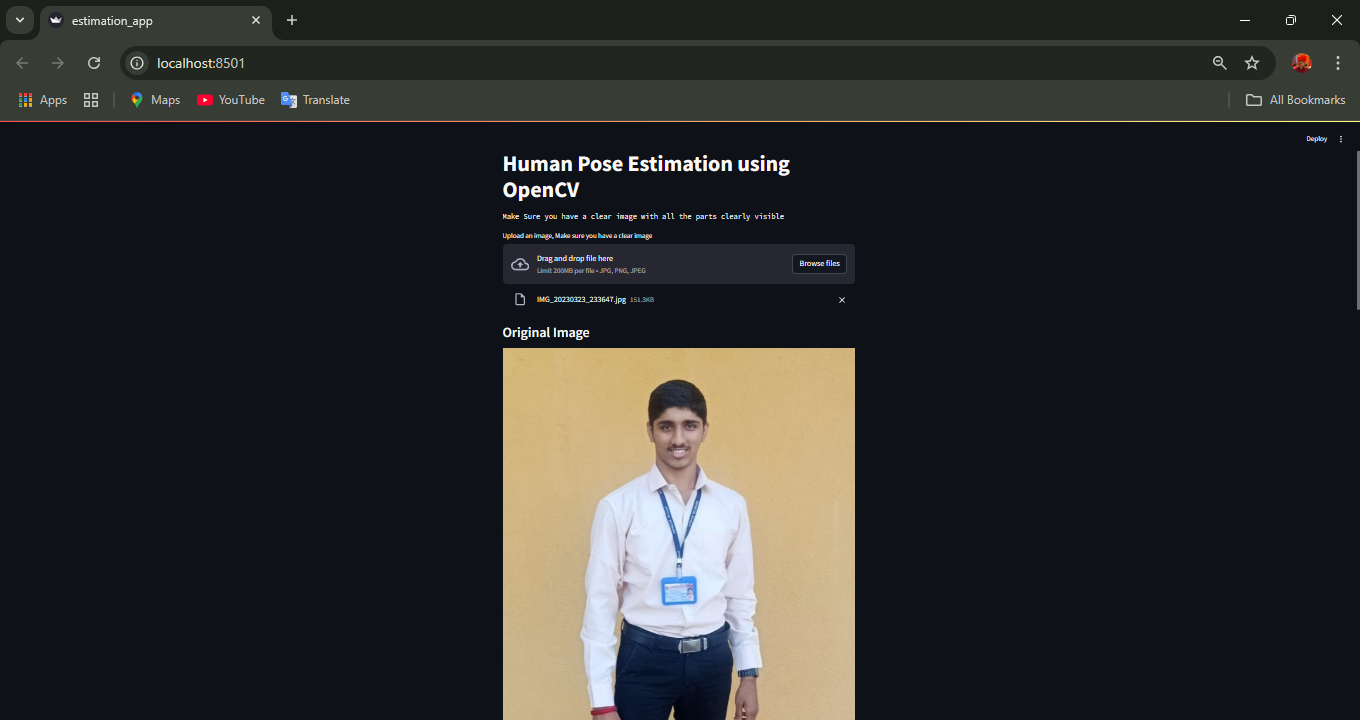 estimation_app
localhost:8501
Apps
Maps
YouTube
Translate
All Bookmarks
Deploy
Human Pose Estimation using
OpenCV
Make Sure you have a clear image with all the parts clearly visible
Upload an image, Make sure you have a clear image
Drag and drop file here
Limit 200MB per file • JPG, PNG, JPEG
Browse files
IMG_20230323_233647.jpg 151.3KB
Original Image